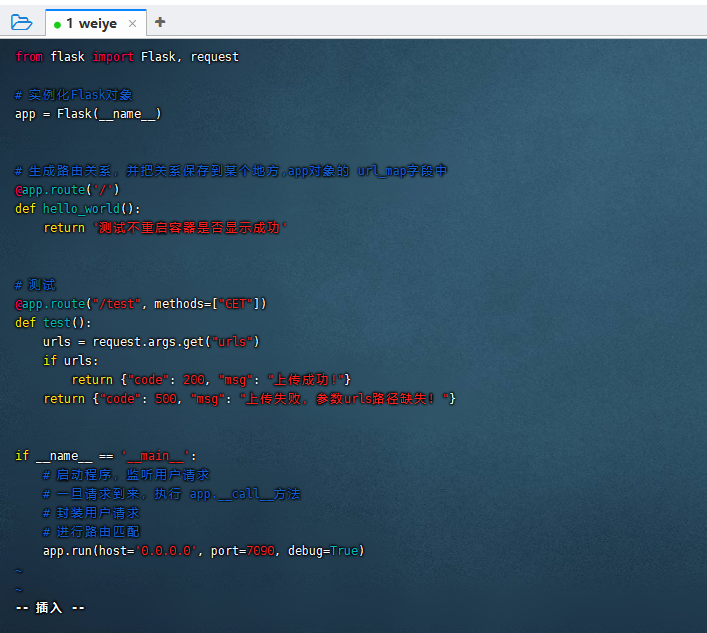 1 weiye × +
from flask import Flask, request
# 实例化Flask对象
app = Flask(__name__)
# 生成路由关系，并把关系保存到某个地方,app对象的 url_map字段中
@app.route('/')
def hello_world():
    return '测试不重启容器是否显示成功'
# 测试
@app.route("/test", methods=["GET"])
def test():
    urls = request.args.get("urls")
    if urls:
        return {"code": 200, "msg": "上传成功!"}
    return {"code": 500, "msg": "上传失败，参数urls路径缺失! "}
if __name__ == '__main__':
    # 启动程序，监听用户请求
    # 一旦请求到来，执行 app.__call__方法
    # 封装用户请求
    # 进行路由匹配
    app.run(host='0.0.0.0', port=7090, debug=True)
~
~
-- 插入 --